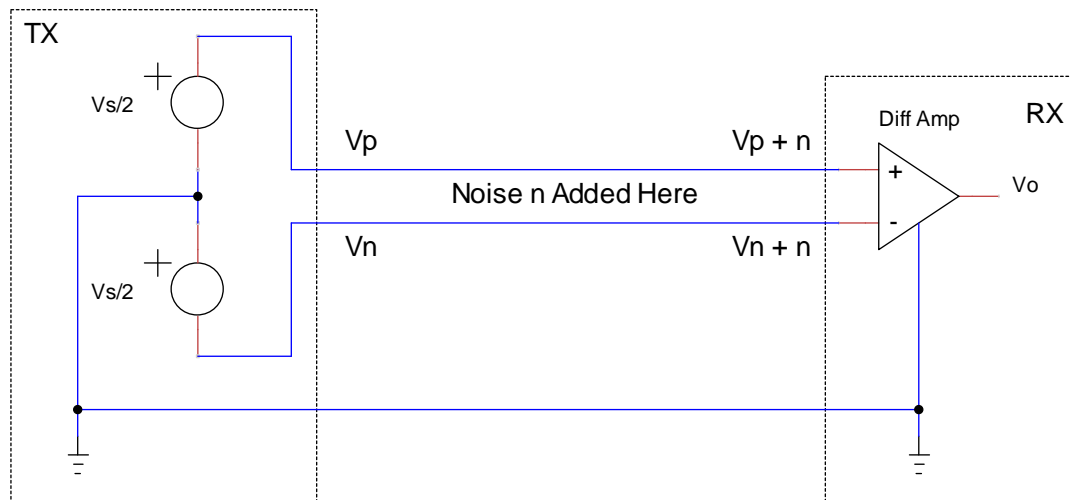 TX
+
Vs/2
Vp
Vp + n
Diff Amp
RX
+
-
Vo
Noise n Added Here
Vn
Vn + n
+
Vs/2